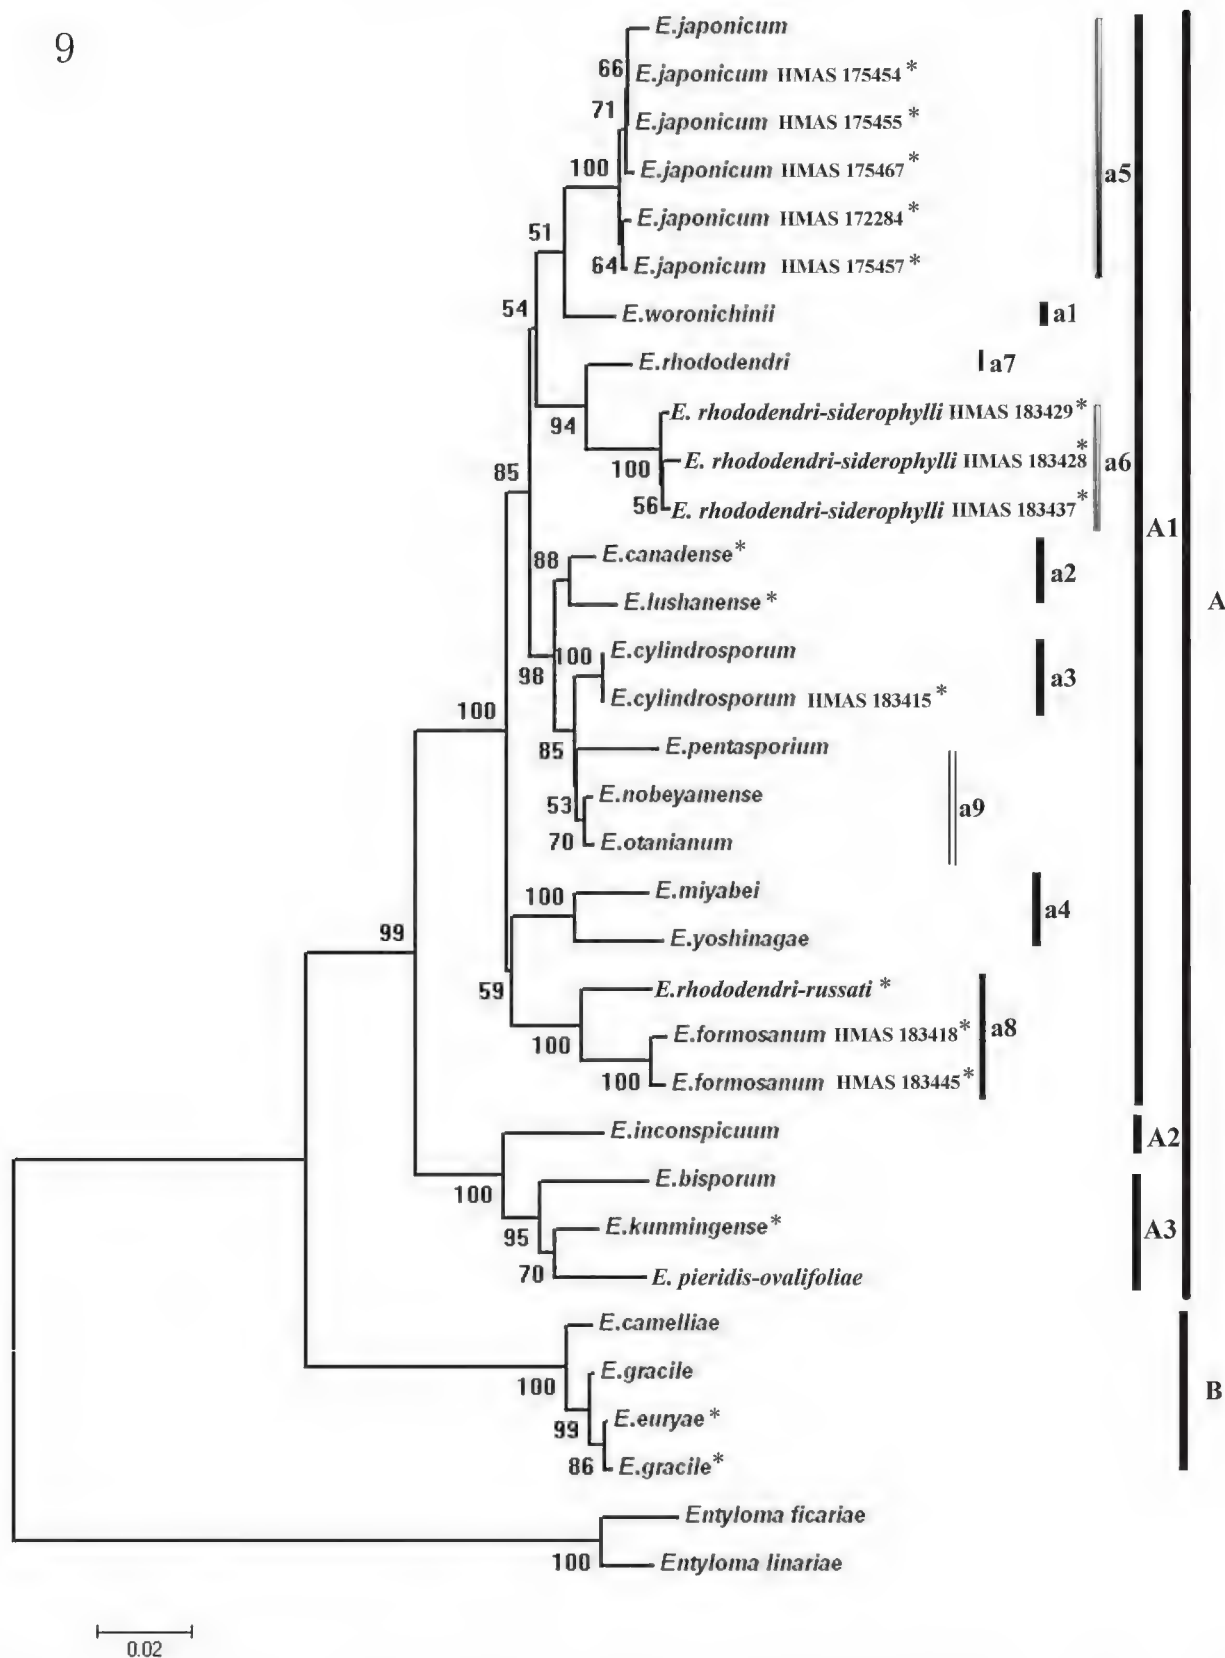 9
E.japonicum
66 E.japonicum HMAS 175454 *
71
E.japonicum HMAS 175455 *
100 E.japonicum HMAS 175467 *
a5
E.japonicum HMAS 172284 *
51
64 E.japonicum HMAS 175457 *
54
E.woronichinii a1
E.rhododendri a7
E. rhododendri-siderophylli HMAS 183429 *
94
E. rhododendri-siderophylli HMAS 183428 *
a6
85 100
56 E. rhododendri-siderophylli HMAS 183437 *
A1
88 E.canadense *
a2
E.lushanense *
A
100 E.cylindrosporum
98
a3
E.cylindrosporum HMAS 183415 *
100
85 E.pentasporium
53 E.nobeyamense
a9
70 E.otanianum
100 E.miyabei
a4
99
E.yoshinagae
59 E.rhododendri-russati *
100 E.formosanum HMAS 183418 *
a8
100 E.formosanum HMAS 183445 *
E.inconspicuum A2
100 E.bisporum
95 E.kunmingense *
A3
70 E. pieridis-ovalifoliae
E.camelliae
100 E.gracile
B
99 E.euryae *
86 E.gracile *
Entyloma ficariae
100 Entyloma linariae
0.02